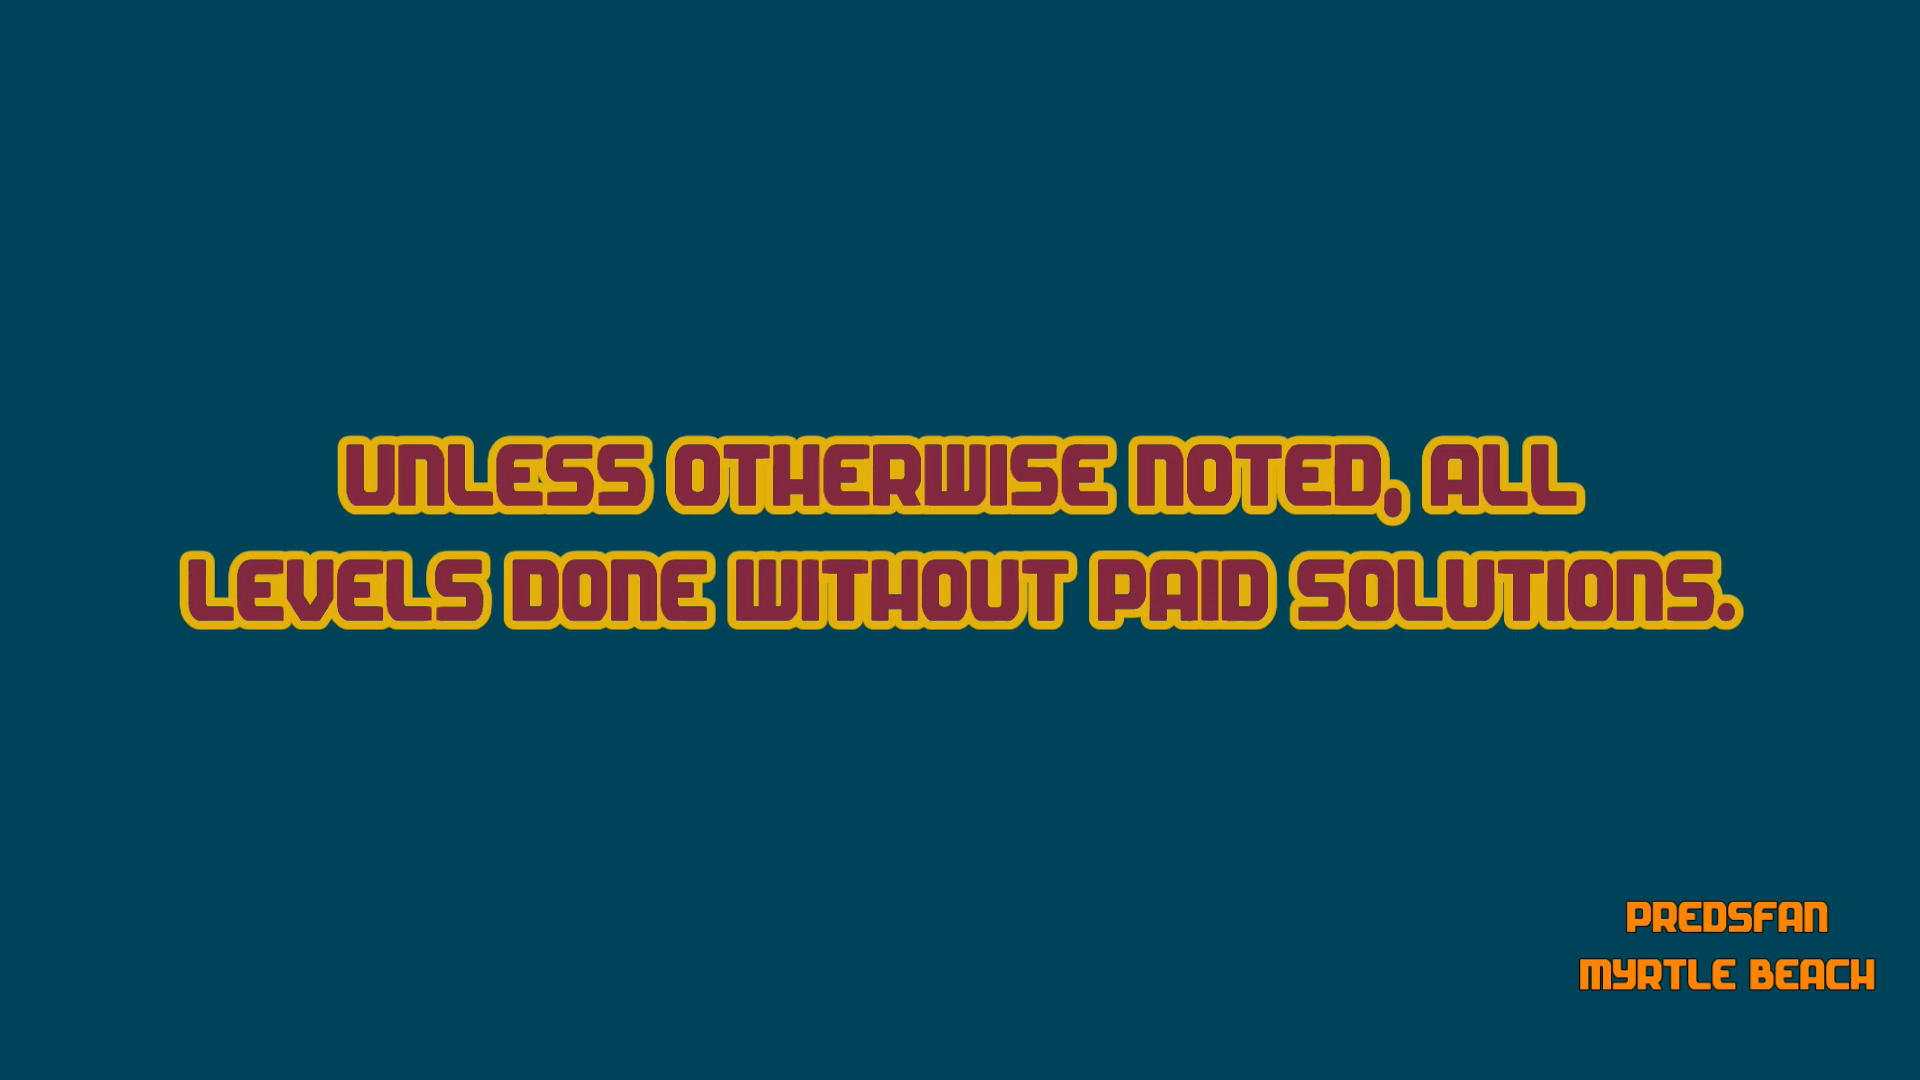 UNLESS OTHERWISE NOTED, ALL
LEVELS DONE WITHOUT PAID SOLUTIONS.
PREDSFAN
MYRTLE BEACH